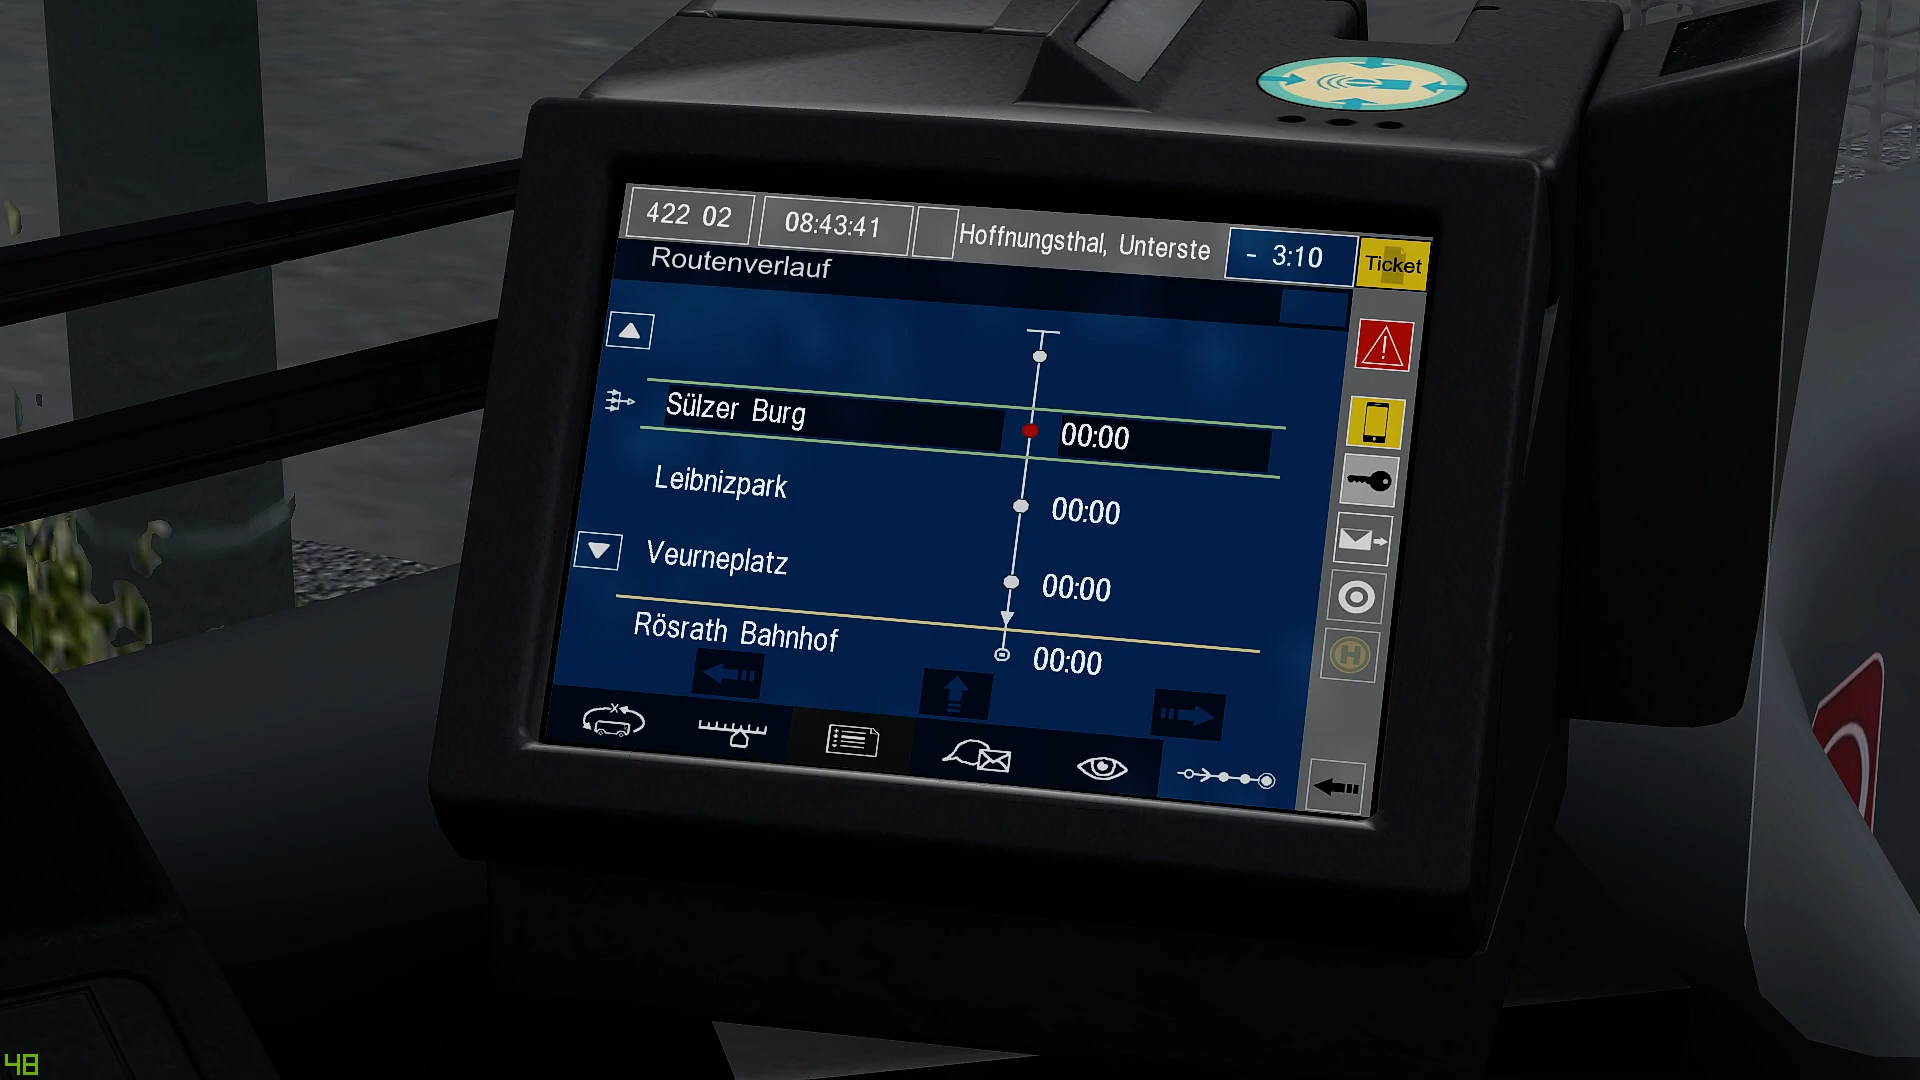 422 02
08:43:41
Hoffnungsthal, Unterste
- 3:10
Ticket
Routenverlauf
Sülzer Burg
00:00
Leibnizpark
00:00
Veurneplatz
00:00
Rösrath Bahnhof
00:00
H
48